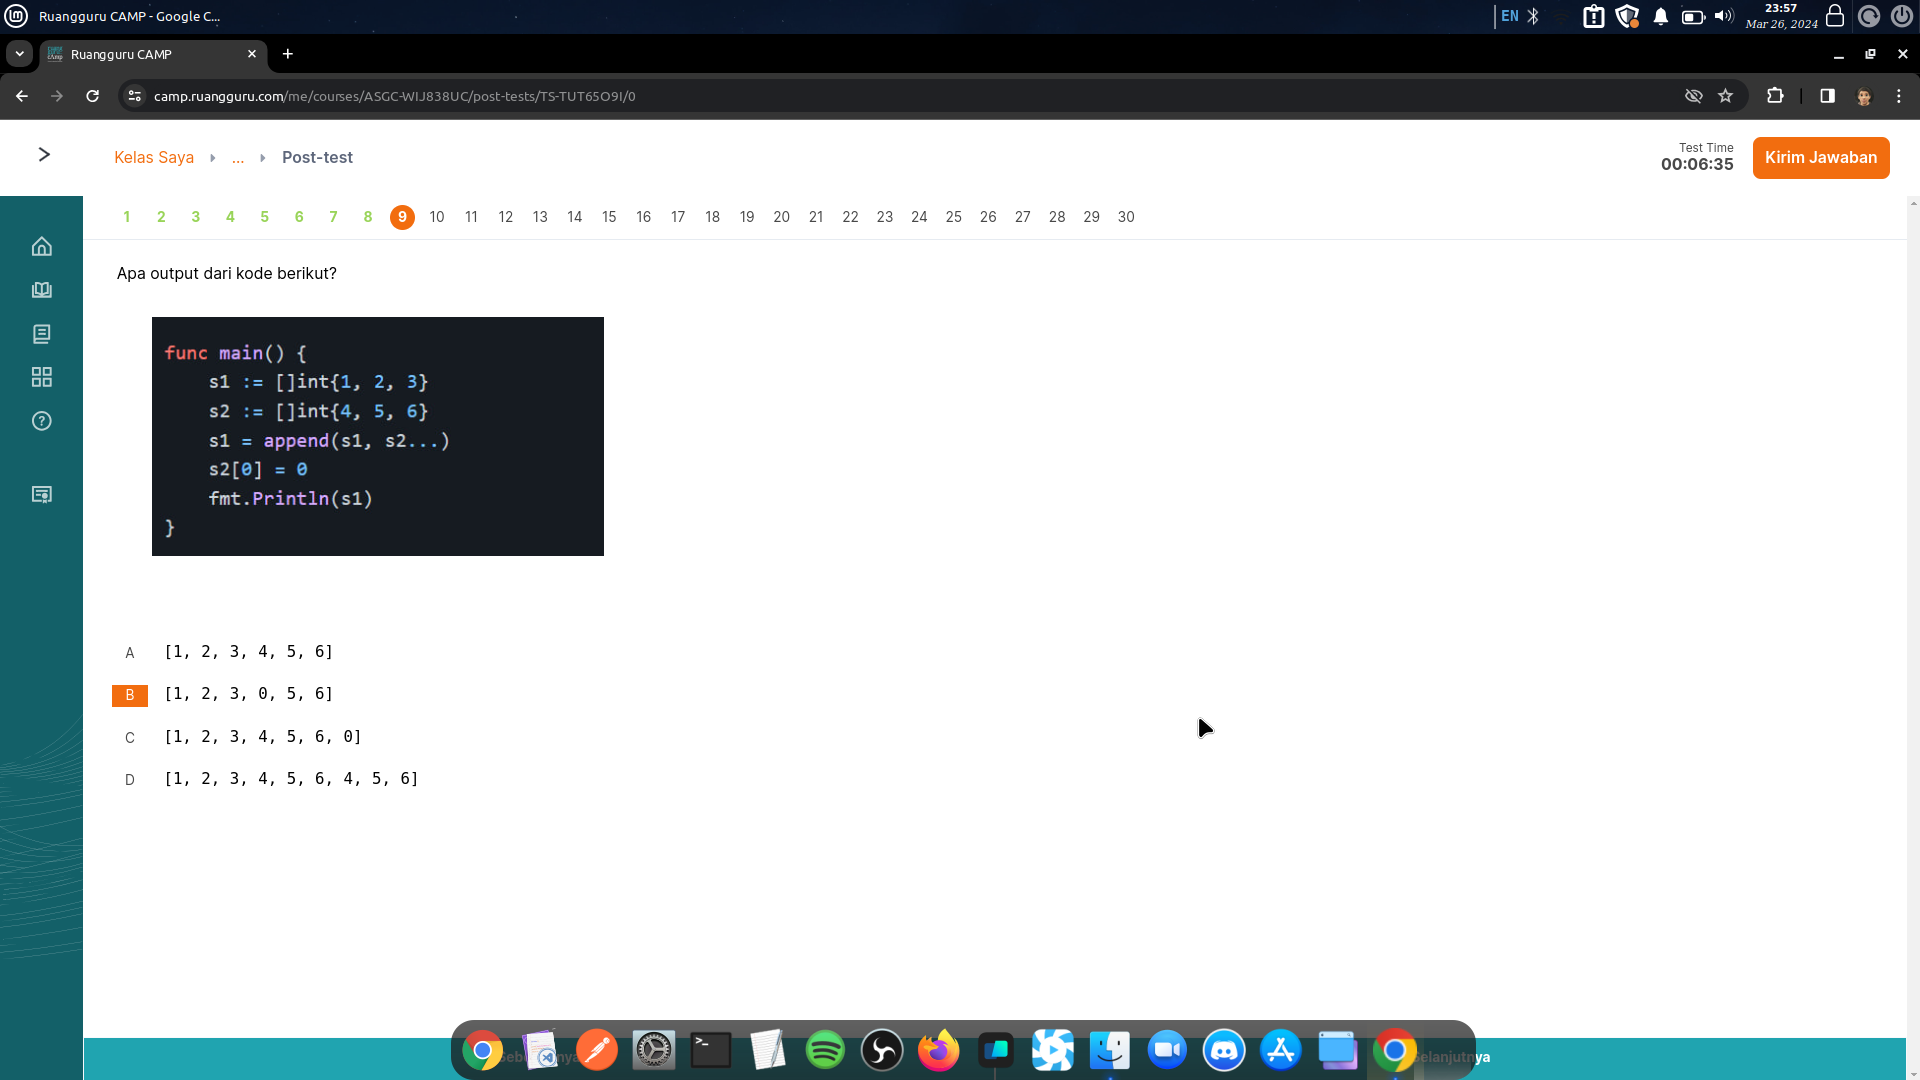 Ruangguru CAMP - Google C...
EN
23:57
Mar 26, 2024
Ruangguru CAMP
camp.ruangguru.com/me/courses/ASGC-WIJ838UC/post-tests/TS-TUT65O9I/0
Kelas Saya
...
Post-test
Test Time
00:06:35
Kirim Jawaban
1 2 3 4 5 6 7 8 9 10 11 12 13 14 15 16 17 18 19 20 21 22 23 24 25 26 27 28 29 30
Apa output dari kode berikut?
func main() {
s1 := []int{1, 2, 3}
s2 := []int{4, 5, 6}
s1 = append(s1, s2...)
s2[0] = 0
fmt.Println(s1)
}
A [1, 2, 3, 4, 5, 6]
B [1, 2, 3, 0, 5, 6]
C [1, 2, 3, 4, 5, 6, 0]
D [1, 2, 3, 4, 5, 6, 4, 5, 6]
Selanjutnya